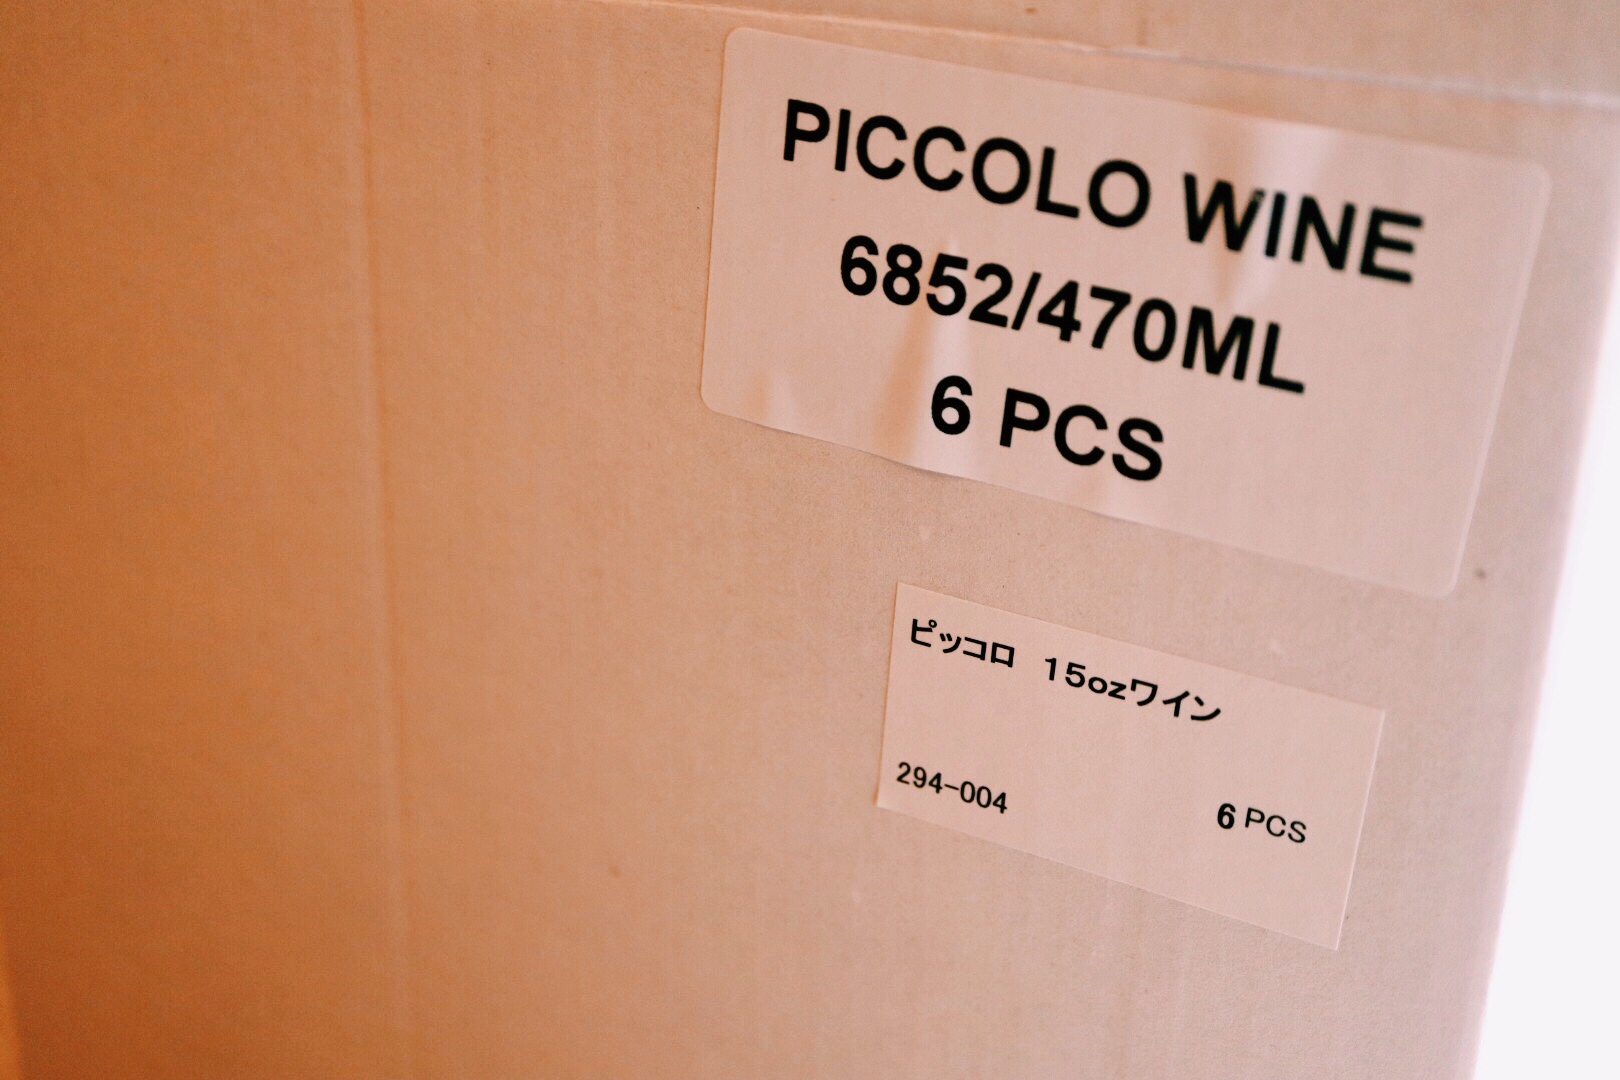 PICCOLO WINE
6852/470ML
6 PCS
ピッコロ　１５ozワイン
294-004 6 PCS